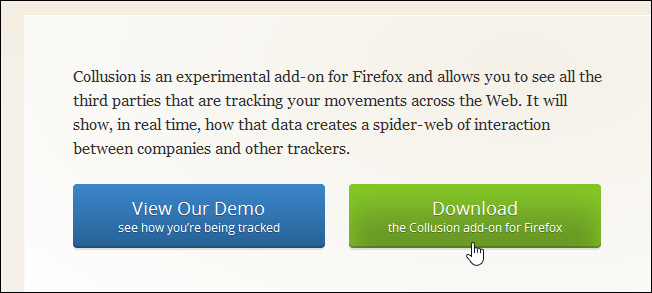 Collusion is an experimental add-on for Firefox and allows you to see all the
third parties that are tracking your movements across the Web. It will
show, in real time, how that data creates a spider-web of interaction
between companies and other trackers.
View Our Demo
see how you’re being tracked
Download
the Collusion add-on for Firefox